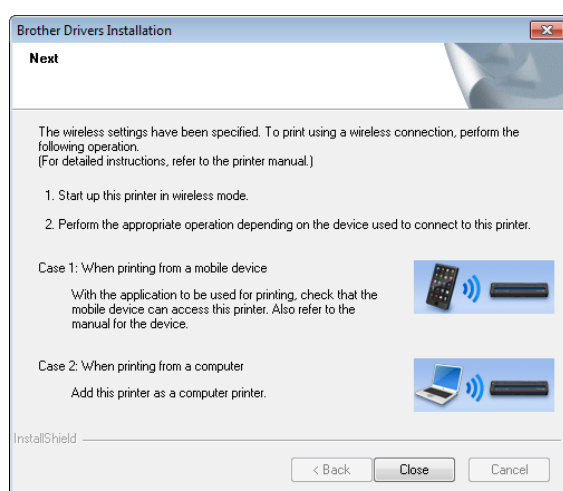 Brother Drivers Installation
Next
The wireless settings have been specified. To print using a wireless connection, perform the
following operation.
(For detailed instructions, refer to the printer manual.)
1. Start up this printer in wireless mode.
2. Perform the appropriate operation depending on the device used to connect to this printer.
Case 1: When printing from a mobile device
With the application to be used for printing, check that the
mobile device can access this printer. Also refer to the
manual for the device.
Case 2: When printing from a computer
Add this printer as a computer printer.
InstallShield
< Back Close Cancel